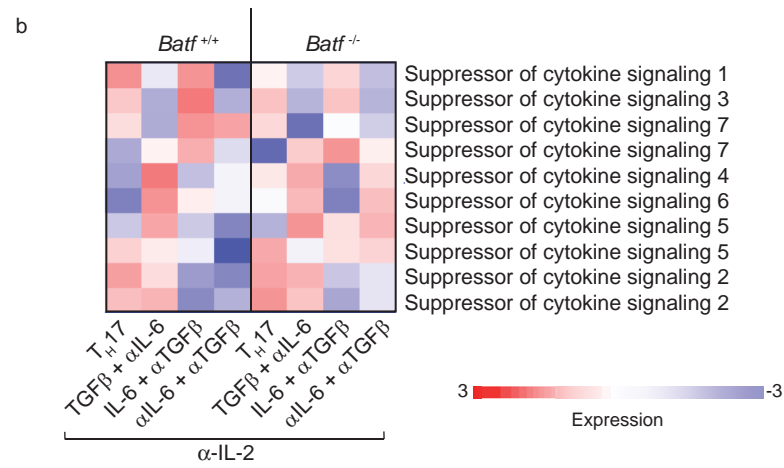 b
Batf +/+ Batf -/-
Suppressor of cytokine signaling 1
Suppressor of cytokine signaling 3
Suppressor of cytokine signaling 7
Suppressor of cytokine signaling 7
Suppressor of cytokine signaling 4
Suppressor of cytokine signaling 6
Suppressor of cytokine signaling 5
Suppressor of cytokine signaling 5
Suppressor of cytokine signaling 2
Suppressor of cytokine signaling 2
TH17
TGFβ + αIL-6
IL-6 + αTGFβ
αIL-6 + αTGFβ
TH17
TGFβ + αIL-6
IL-6 + αTGFβ
αIL-6 + αTGFβ
α-IL-2
3 -3
Expression